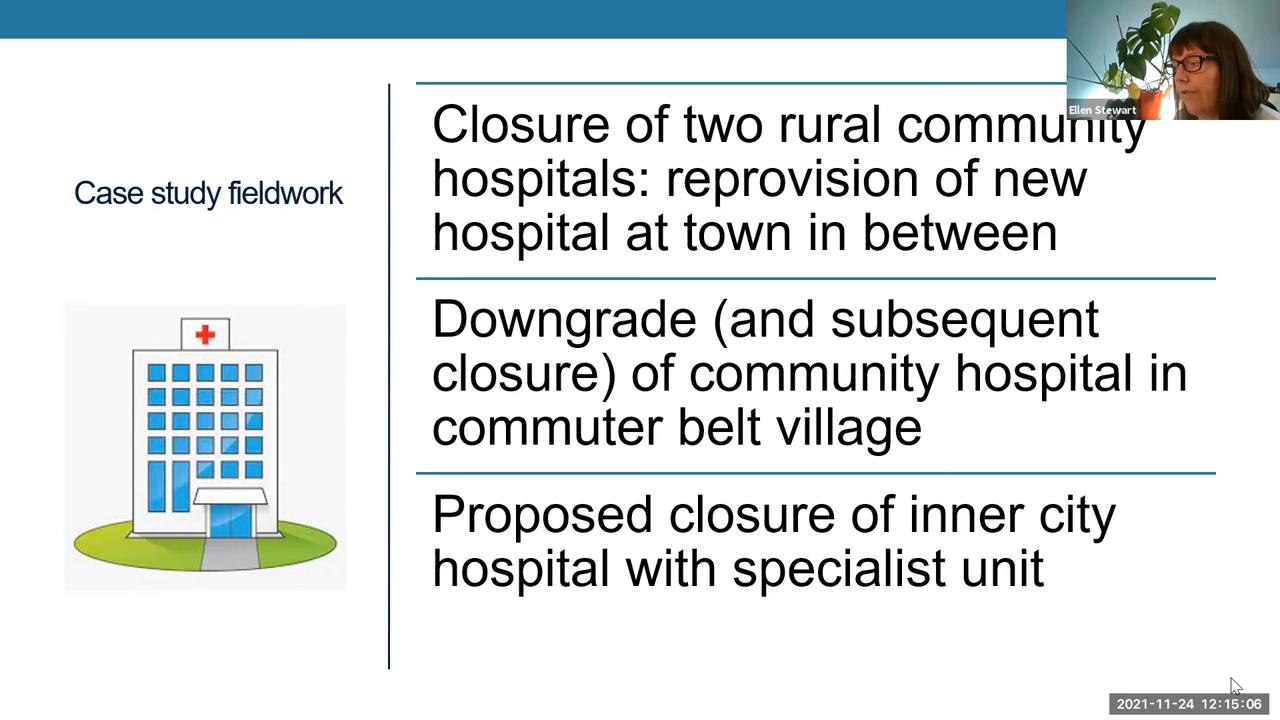 Ellen Stewart
Case study fieldwork
Closure of two rural community
hospitals: reprovision of new
hospital at town in between
Downgrade (and subsequent
closure) of community hospital in
commuter belt village
Proposed closure of inner city
hospital with specialist unit
2021-11-24 12:15:06